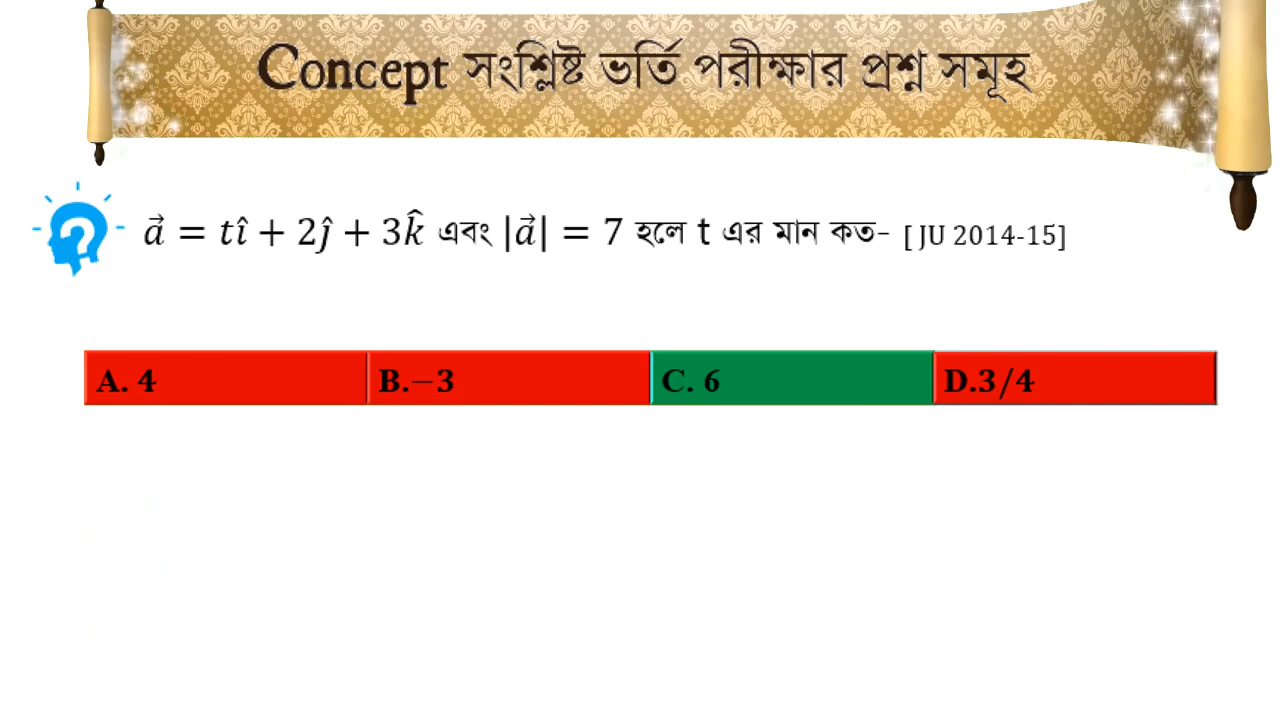 Concept সংশ্লিষ্ট ভর্তি পরীক্ষার প্রশ্ন সমূহ
a⃗ = tî + 2ĵ + 3k̂ এবং |a⃗| = 7 হলে t এর মান কত- [ JU 2014-15]
A. 4 B.−3 C. 6 D.3/4